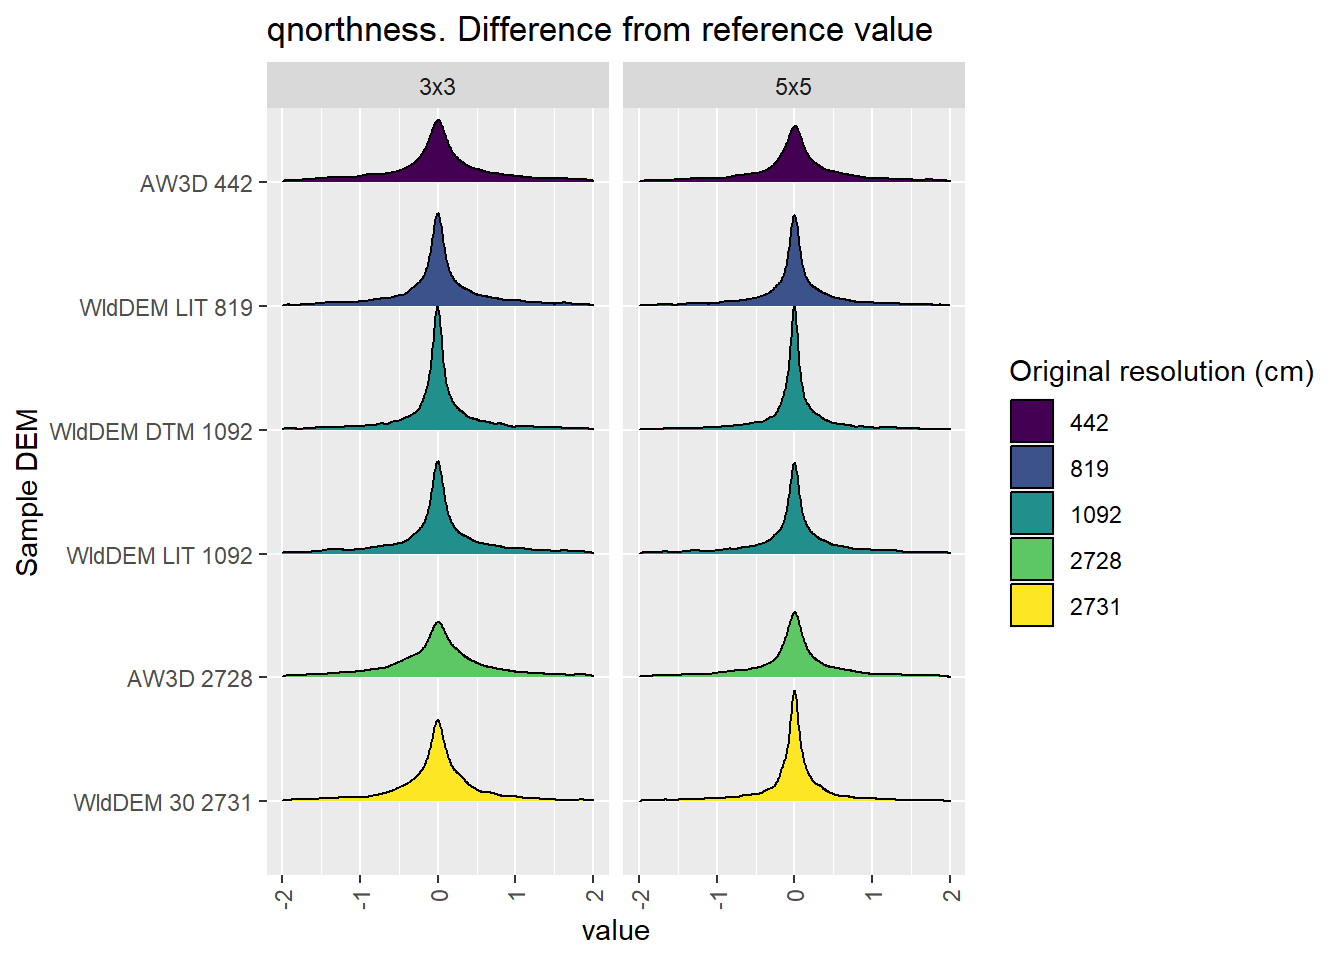 qnorthness. Difference from reference value
3x3
5x5
AW3D 442
WldDEM LIT 819
WldDEM DTM 1092
WldDEM LIT 1092
AW3D 2728
WldDEM 30 2731
Sample DEM
-2
-1
0
1
2
-2
-1
0
1
2
value
Original resolution (cm)
442
819
1092
2728
2731